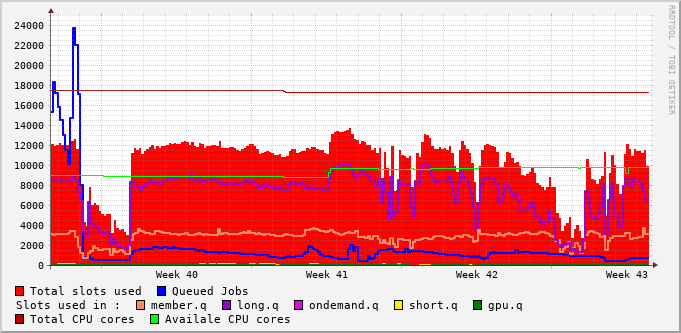 RRDTOOL / TOBI OETIKER
24000
22000
20000
18000
16000
14000
12000
10000
8000
6000
4000
2000
0
Week 40 Week 41 Week 42 Week 43
Total slots used Queued Jobs
Slots used in : member.q long.q ondemand.q short.q gpu.q
Total CPU cores Availale CPU cores